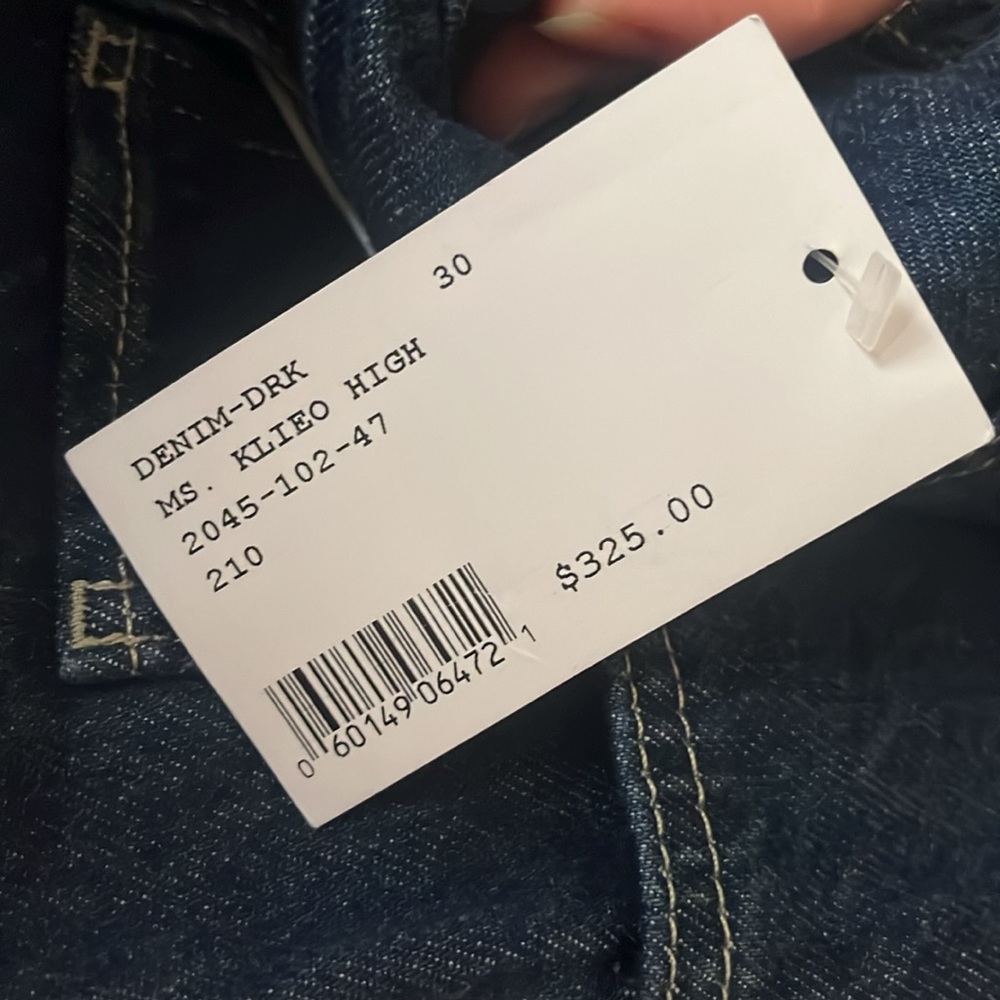 30
DENIM-DRK
MS. KLIEO HIGH
2045-102-47
210
$325.00
0 60149 06472 1